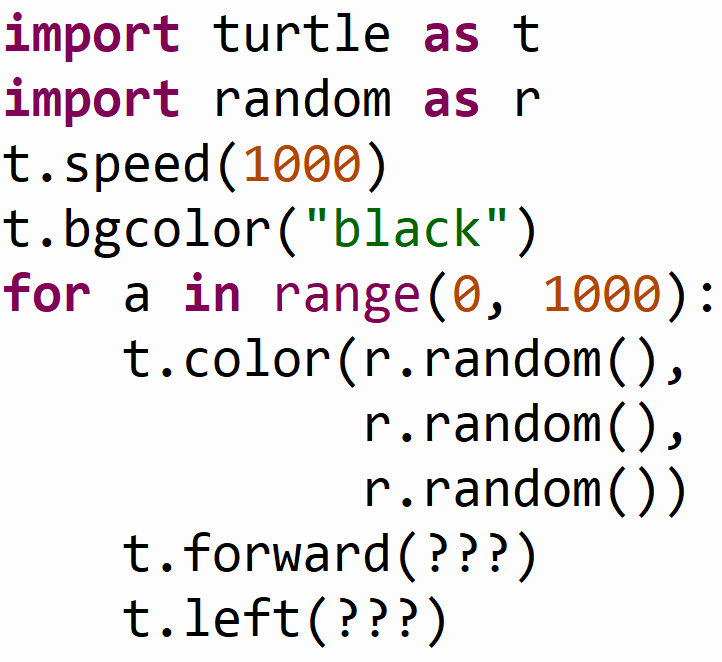 import turtle as t
import random as r
t.speed(1000)
t.bgcolor("black")
for a in range(0, 1000):
    t.color(r.random(),
            r.random(),
            r.random())
    t.forward(???)
    t.left(???)